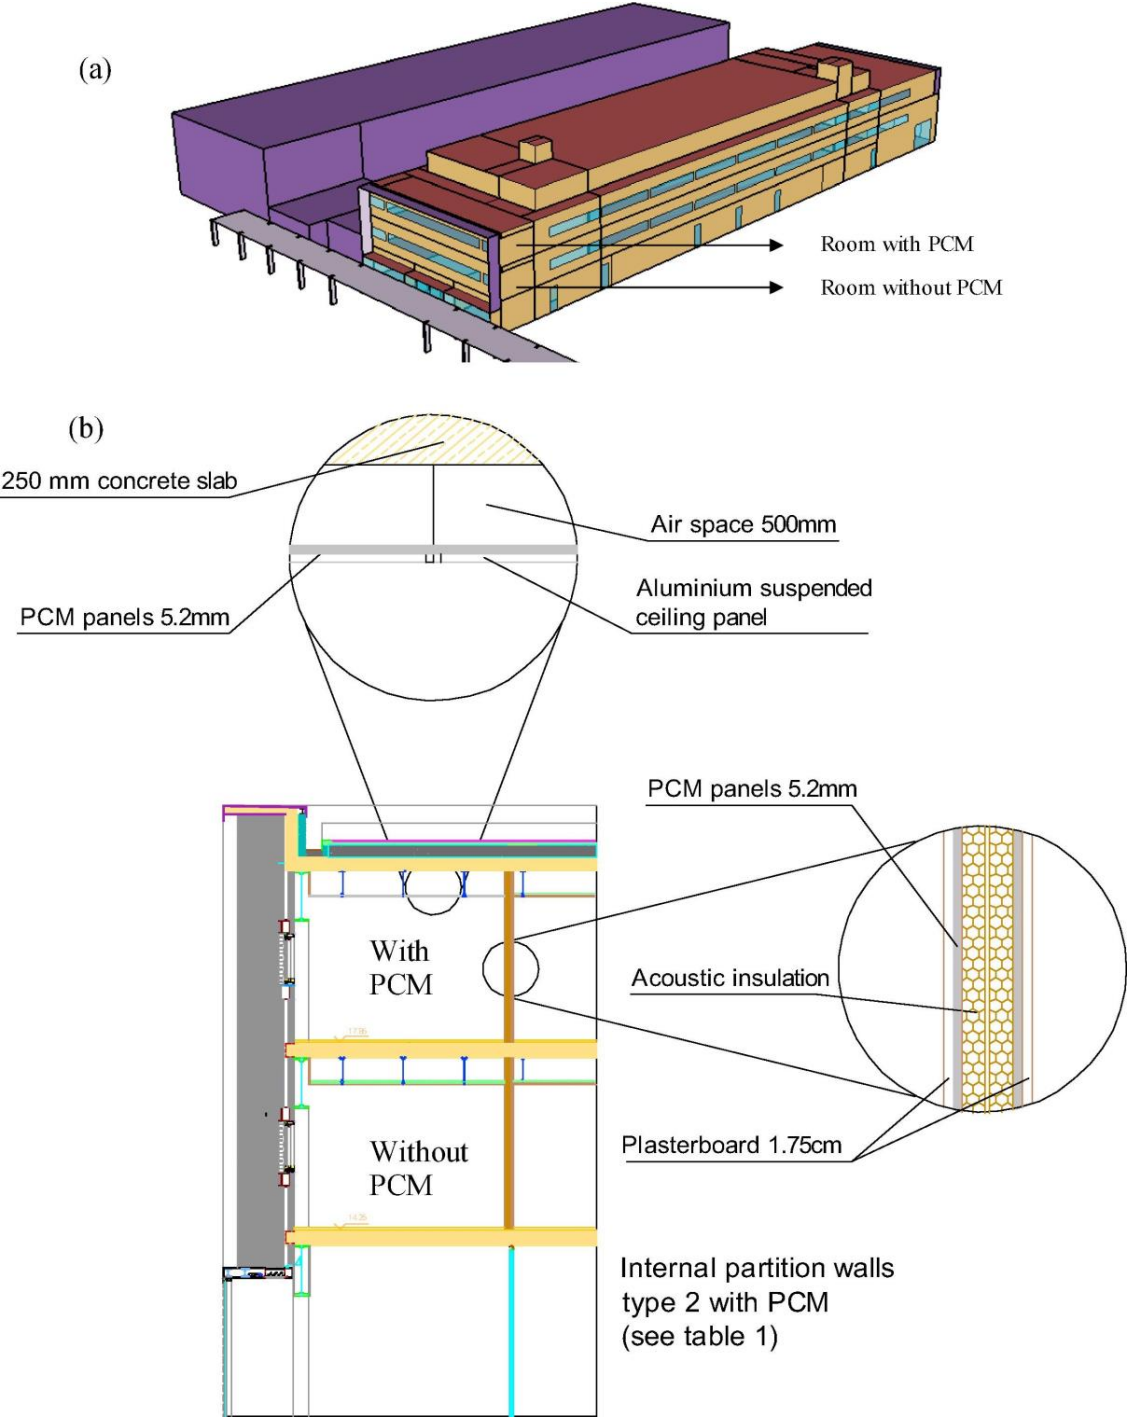 (a)
Room with PCM
Room without PCM
(b)
250 mm concrete slab
Air space 500mm
PCM panels 5.2mm
Aluminium suspended
ceiling panel
PCM panels 5.2mm
With
PCM
Acoustic insulation
Without
PCM
Plasterboard 1.75cm
Internal partition walls
type 2 with PCM
(see table 1)